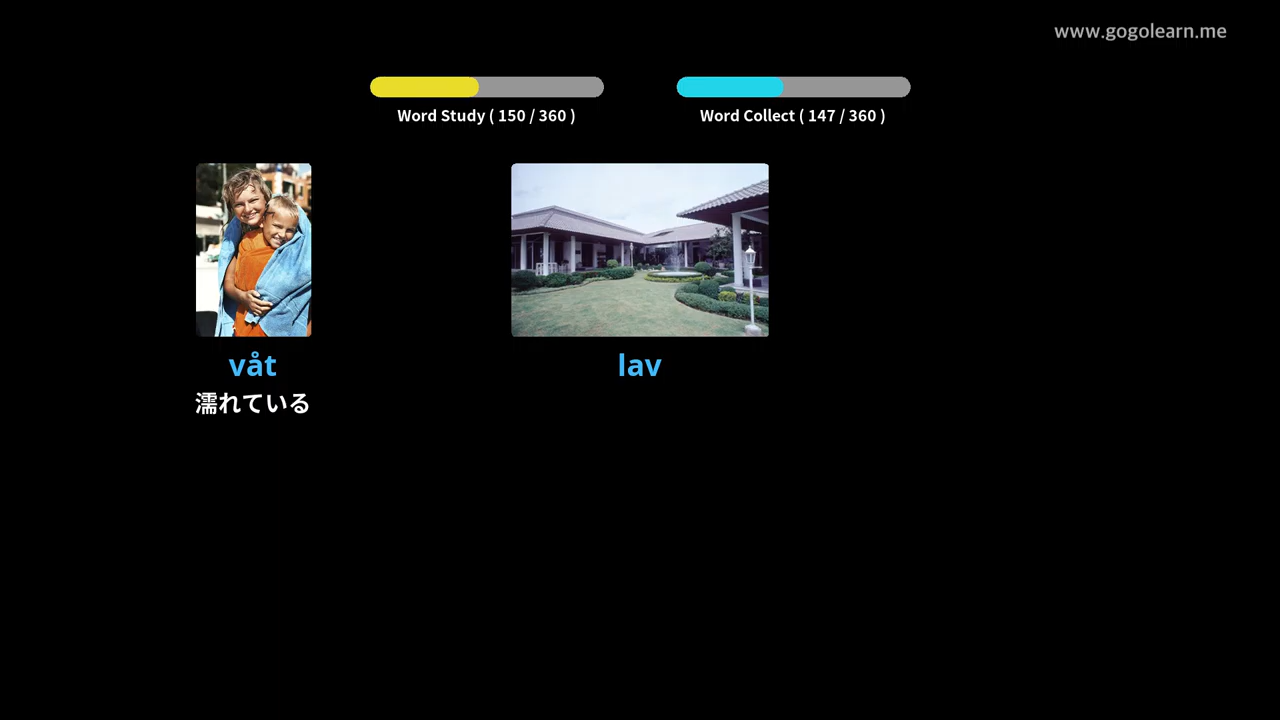 www.gogolearn.me
Word Study ( 150 / 360 )
Word Collect ( 147 / 360 )
våt
lav
濡れている